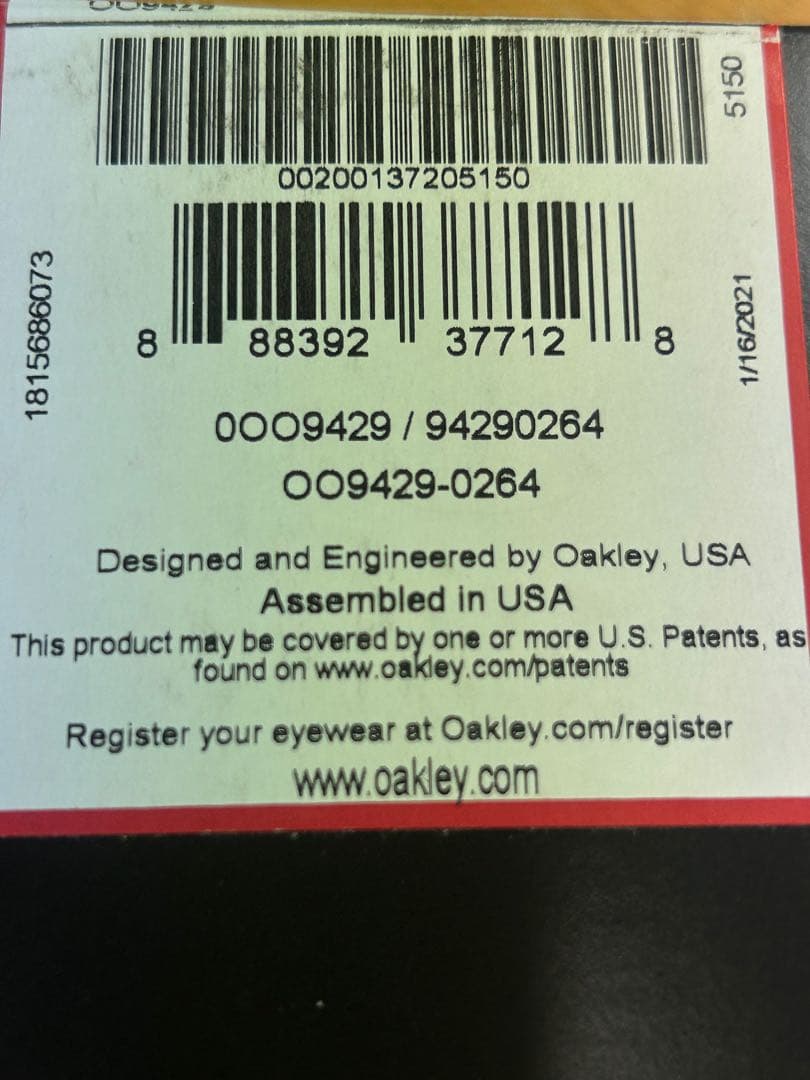 5150
00200137205150
1815686073
1/16/2021
8 88392 37712 8
0OO9429 / 94290264
OO9429-0264
Designed and Engineered by Oakley, USA
Assembled in USA
This product may be covered by one or more U.S. Patents, as
found on www.oakley.com/patents
Register your eyewear at Oakley.com/register
www.oakley.com